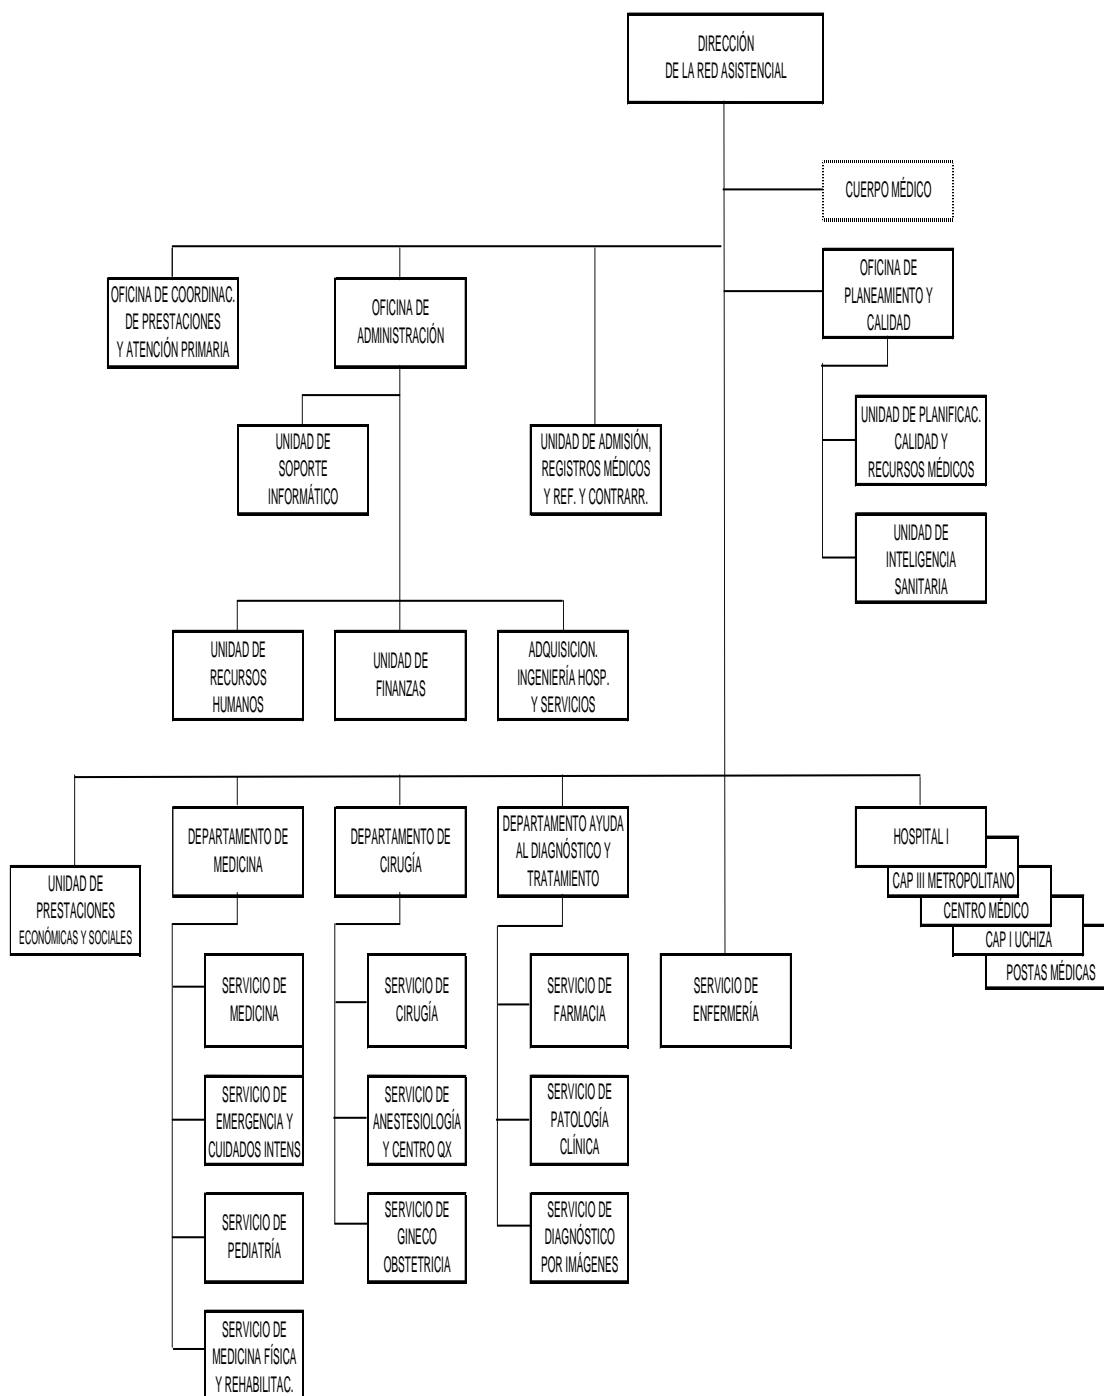 DIRECCIÓN
DE LA RED ASISTENCIAL
CUERPO MÉDICO
OFICINA DE COORDINAC.
DE PRESTACIONES
Y ATENCIÓN PRIMARIA
OFICINA DE
ADMINISTRACIÓN
OFICINA DE
PLANEAMIENTO Y
CALIDAD
UNIDAD DE
SOPORTE
INFORMÁTICO
UNIDAD DE ADMISIÓN,
REGISTROS MÉDICOS
Y REF. Y CONTRARR.
UNIDAD DE PLANIFICAC.
CALIDAD Y
RECURSOS MÉDICOS
UNIDAD DE
INTELIGENCIA
SANITARIA
UNIDAD DE
RECURSOS
HUMANOS
UNIDAD DE
FINANZAS
ADQUISICION.
INGENIERÍA HOSP.
Y SERVICIOS
UNIDAD DE
PRESTACIONES
ECONÓMICAS Y SOCIALES
DEPARTAMENTO DE
MEDICINA
DEPARTAMENTO DE
CIRUGÍA
DEPARTAMENTO AYUDA
AL DIAGNÓSTICO Y
TRATAMIENTO
HOSPITAL I
CAP III METROPOLITANO
CENTRO MÉDICO
CAP I UCHIZA
POSTAS MÉDICAS
SERVICIO DE
MEDICINA
SERVICIO DE
CIRUGÍA
SERVICIO DE
FARMACIA
SERVICIO DE
ENFERMERÍA
SERVICIO DE
EMERGENCIA Y
CUIDADOS INTENS
SERVICIO DE
ANESTESIOLOGÍA
Y CENTRO QX
SERVICIO DE
PATOLOGÍA
CLÍNICA
SERVICIO DE
PEDIATRÍA
SERVICIO DE
GINECO
OBSTETRICIA
SERVICIO DE
DIAGNÓSTICO
POR IMÁGENES
SERVICIO DE
MEDICINA FÍSICA
Y REHABILITAC.